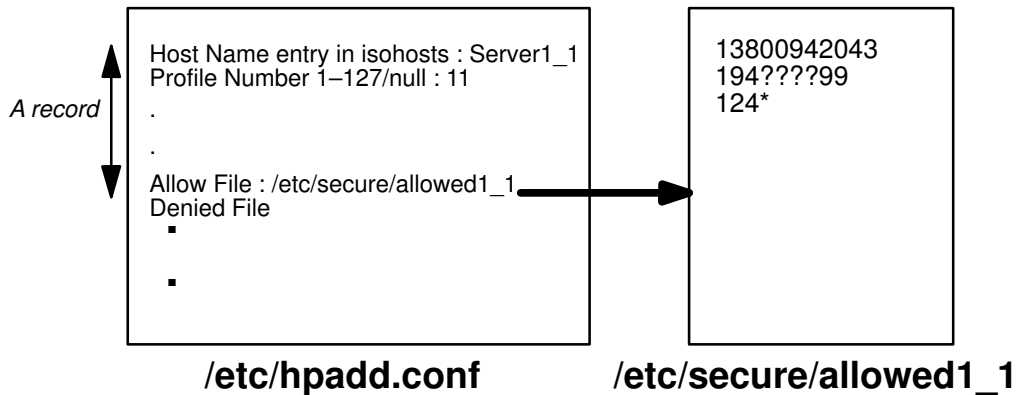 Host Name entry in isohosts : Server1_1
Profile Number 1–127/null : 11
A record
.
.
Allow File : /etc/secure/allowed1_1
Denied File
/etc/hpadd.conf
13800942043
194????99
124*
/etc/secure/allowed1_1